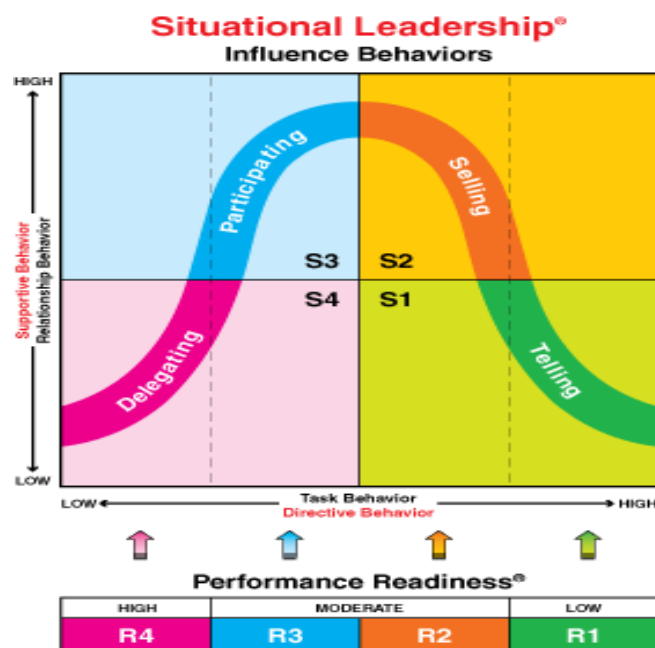 Situational Leadership®
Influence Behaviors
HIGH
Supportive Behavior
Relationship Behavior
LOW
Participating
Selling
S3
S2
S4
S1
Delegating
Telling
LOW
Task Behavior
HIGH
Directive Behavior
Performance Readiness®
HIGH
MODERATE
LOW
R4
R3
R2
R1